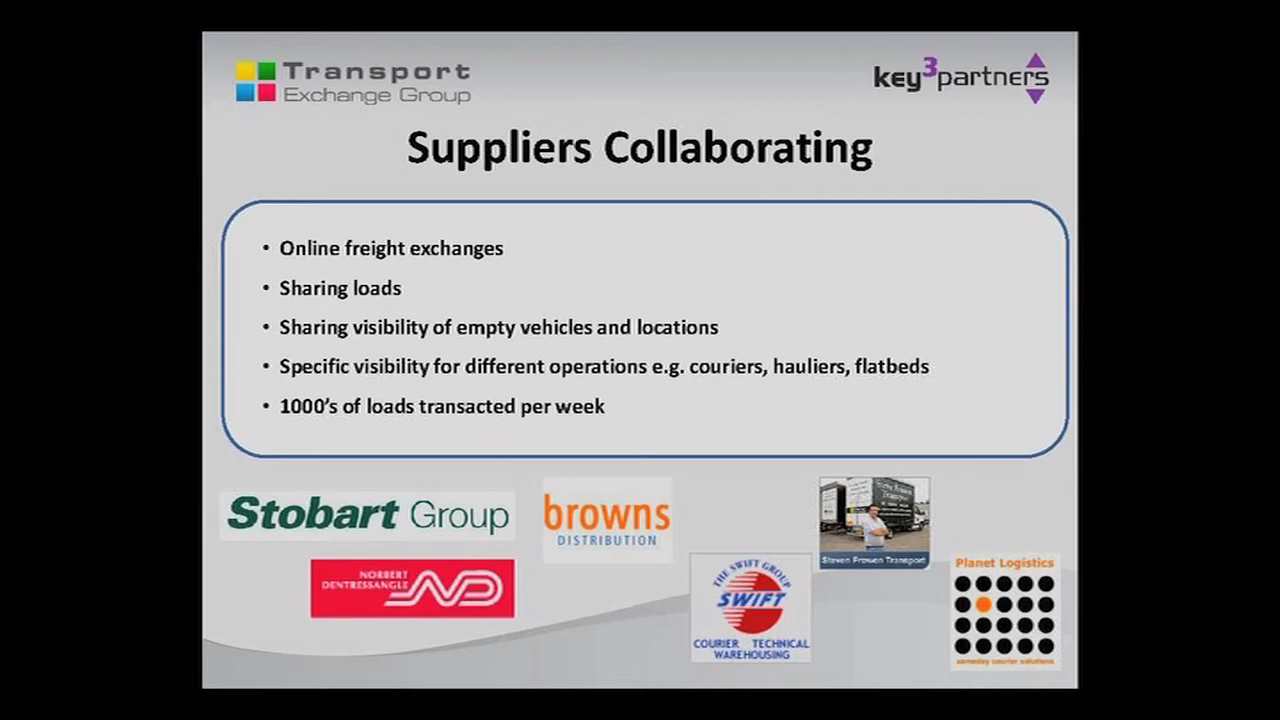 Transport
Exchange Group
key3partners
Suppliers Collaborating
• Online freight exchanges
• Sharing loads
• Sharing visibility of empty vehicles and locations
• Specific visibility for different operations e.g. couriers, hauliers, flatbeds
• 1000’s of loads transacted per week
Stobart Group
browns
DISTRIBUTION
Steven Frowen Transport
NORBERT
DENTRESSANGLE
ND
THE SWIFT GROUP
SWIFT
COURIER TECHNICAL
WAREHOUSING
Planet Logistics
sameday courier solutions